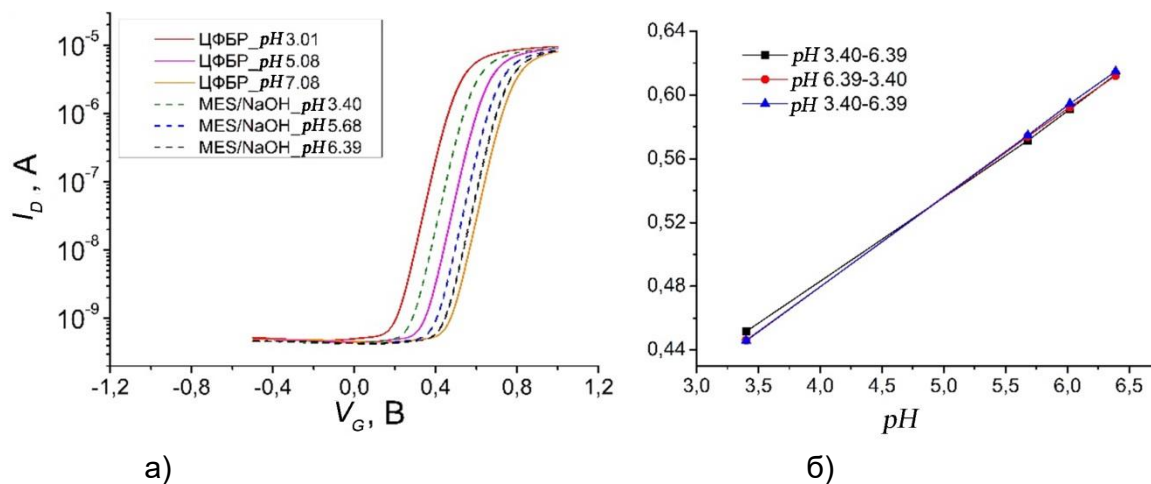 ЦФБР_pH 3.01
ЦФБР_pH 5.08
ЦФБР_pH 7.08
MES/NaOH_pH 3.40
MES/NaOH_pH 5.68
MES/NaOH_pH 6.39
10⁻⁵
10⁻⁶
10⁻⁷
10⁻⁸
10⁻⁹
I_D, A
-1,2 -0,8 -0,4 0,0 0,4 0,8 1,2
V_G, В
а)
pH 3.40-6.39
pH 6.39-3.40
pH 3.40-6.39
0,64
0,60
0,56
0,52
0,48
0,44
3,0 3,5 4,0 4,5 5,0 5,5 6,0 6,5
pH
б)